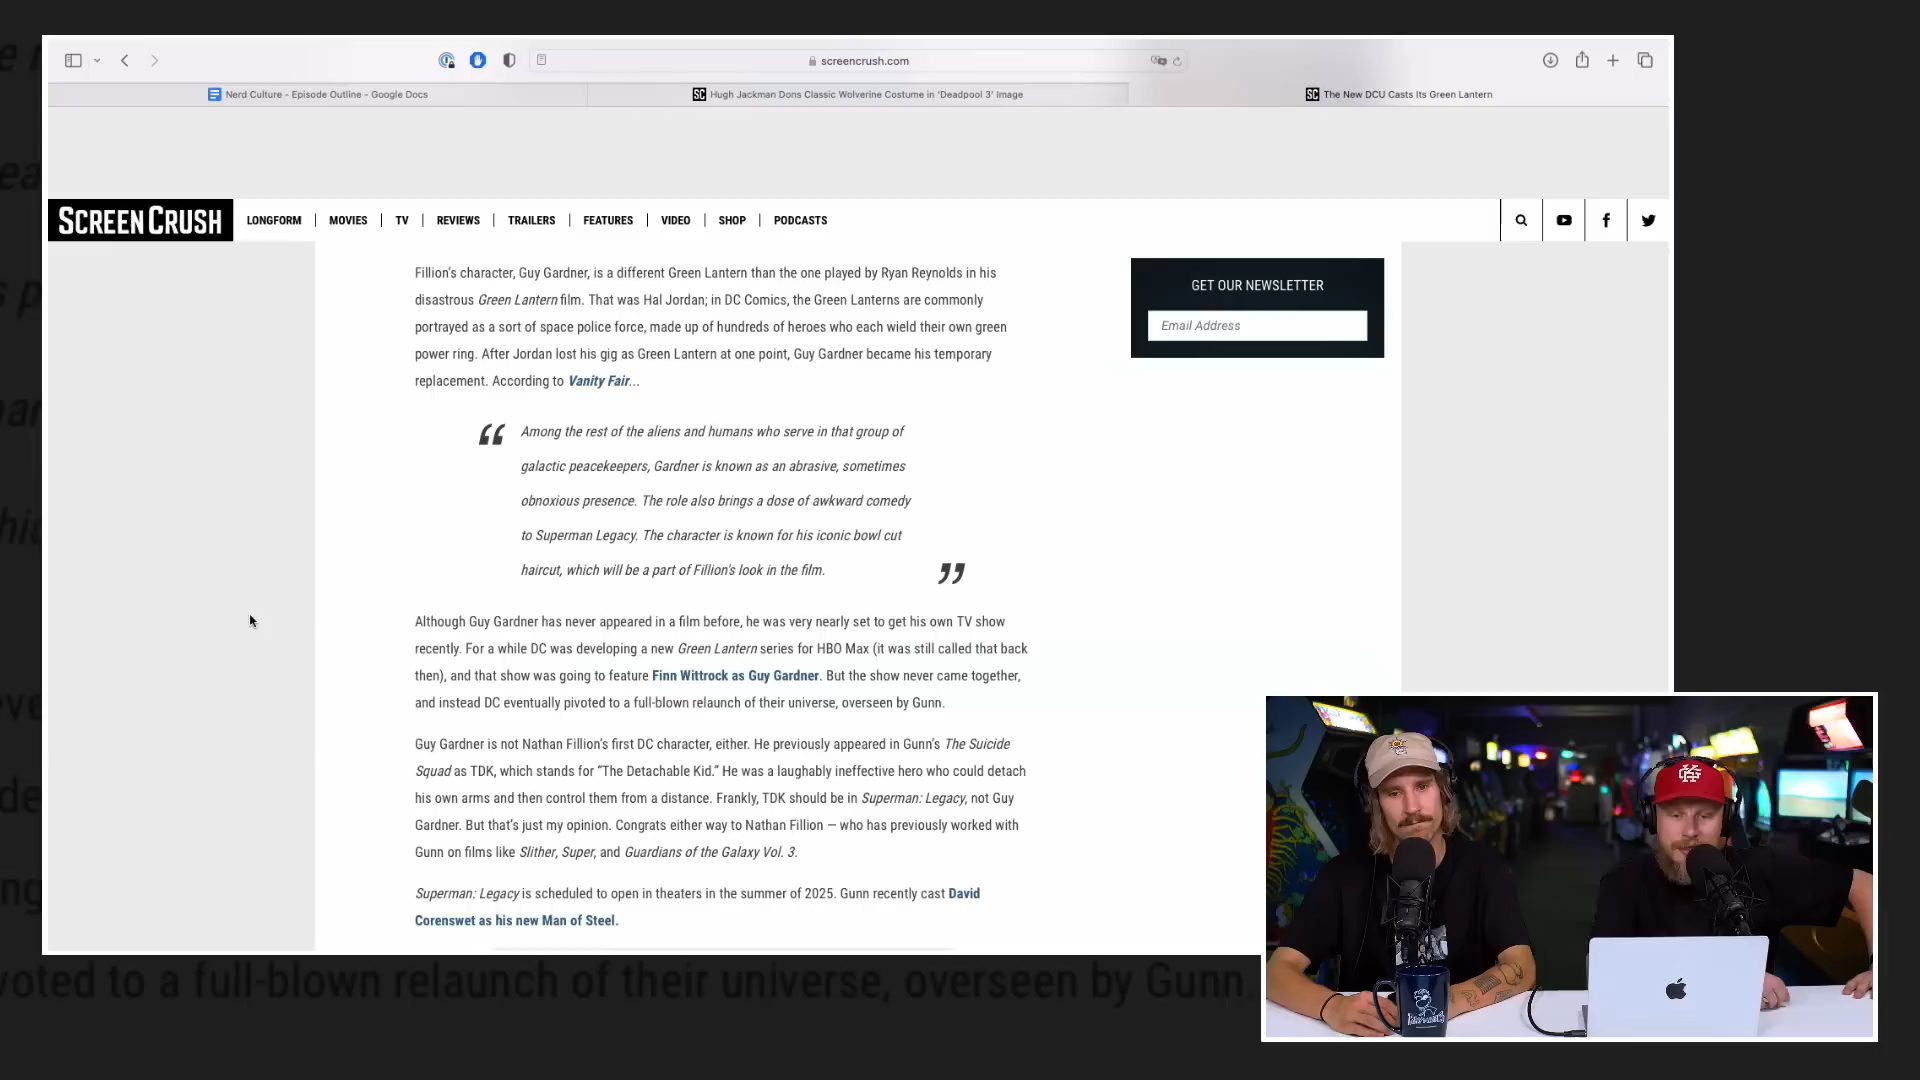 screencrush.com
Nerd Culture - Episode Outline - Google Docs
SC Hugh Jackman Dons Classic Wolverine Costume in 'Deadpool 3' Image
SC The New DCU Casts Its Green Lantern
SCREENCRUSH
LONGFORM | MOVIES | TV | REVIEWS | TRAILERS | FEATURES | VIDEO | SHOP | PODCASTS
Fillion's character, Guy Gardner, is a different Green Lantern than the one played by Ryan Reynolds in his
disastrous Green Lantern film. That was Hal Jordan; in DC Comics, the Green Lanterns are commonly
portrayed as a sort of space police force, made up of hundreds of heroes who each wield their own green
power ring. After Jordan lost his gig as Green Lantern at one point, Guy Gardner became his temporary
replacement. According to Vanity Fair...
GET OUR NEWSLETTER
Email Address
“ Among the rest of the aliens and humans who serve in that group of
galactic peacekeepers, Gardner is known as an abrasive, sometimes
obnoxious presence. The role also brings a dose of awkward comedy
to Superman Legacy. The character is known for his iconic bowl cut
haircut, which will be a part of Fillion's look in the film. ”
Although Guy Gardner has never appeared in a film before, he was very nearly set to get his own TV show
recently. For a while DC was developing a new Green Lantern series for HBO Max (it was still called that back
then), and that show was going to feature Finn Wittrock as Guy Gardner. But the show never came together,
and instead DC eventually pivoted to a full-blown relaunch of their universe, overseen by Gunn.
Guy Gardner is not Nathan Fillion's first DC character, either. He previously appeared in Gunn's The Suicide
Squad as TDK, which stands for “The Detachable Kid.” He was a laughably ineffective hero who could detach
his own arms and then control them from a distance. Frankly, TDK should be in Superman: Legacy, not Guy
Gardner. But that's just my opinion. Congrats either way to Nathan Fillion — who has previously worked with
Gunn on films like Slither, Super, and Guardians of the Galaxy Vol. 3.
Superman: Legacy is scheduled to open in theaters in the summer of 2025. Gunn recently cast David
Corenswet as his new Man of Steel.
voted to a full-blown relaunch of their universe, overseen by Gunn.